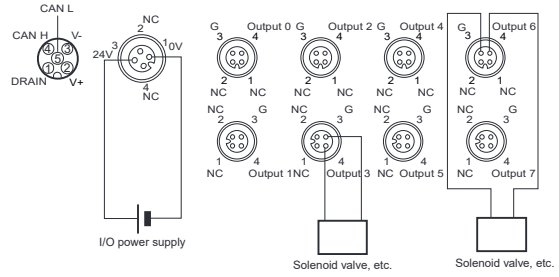 CAN L
CAN H
V-
4 3
5
1 2
DRAIN
V+
NC
2
24V 3
1 0V
4
NC
I/O power supply
G Output 0 G Output 2 G Output 4 G Output 6
3 4 3 4 3 4 3 4
2 1 2 1 2 1 2 1
NC NC NC NC NC NC NC NC
NC G NC G NC G NC G
2 3 2 3 2 3 2 3
1 4 1 4 1 4 1 4
NC Output 1 NC Output 3 NC Output 5 NC Output 7
Solenoid valve, etc.
Solenoid valve, etc.